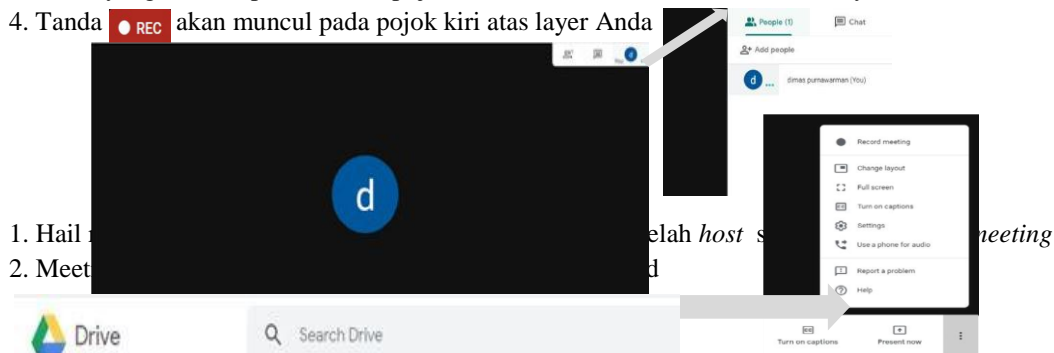 4. Tanda REC akan muncul pada pojok kiri atas layer Anda
People (1) Chat
Add people
d
d dimas purnawarman (You)
d
Record meeting
Change layout
Full screen
Turn on captions
Settings
Use a phone for audio
Report a problem
Help
1. Hail elah host s meeting
2. Meet d
Drive Search Drive
Turn on captions Present now